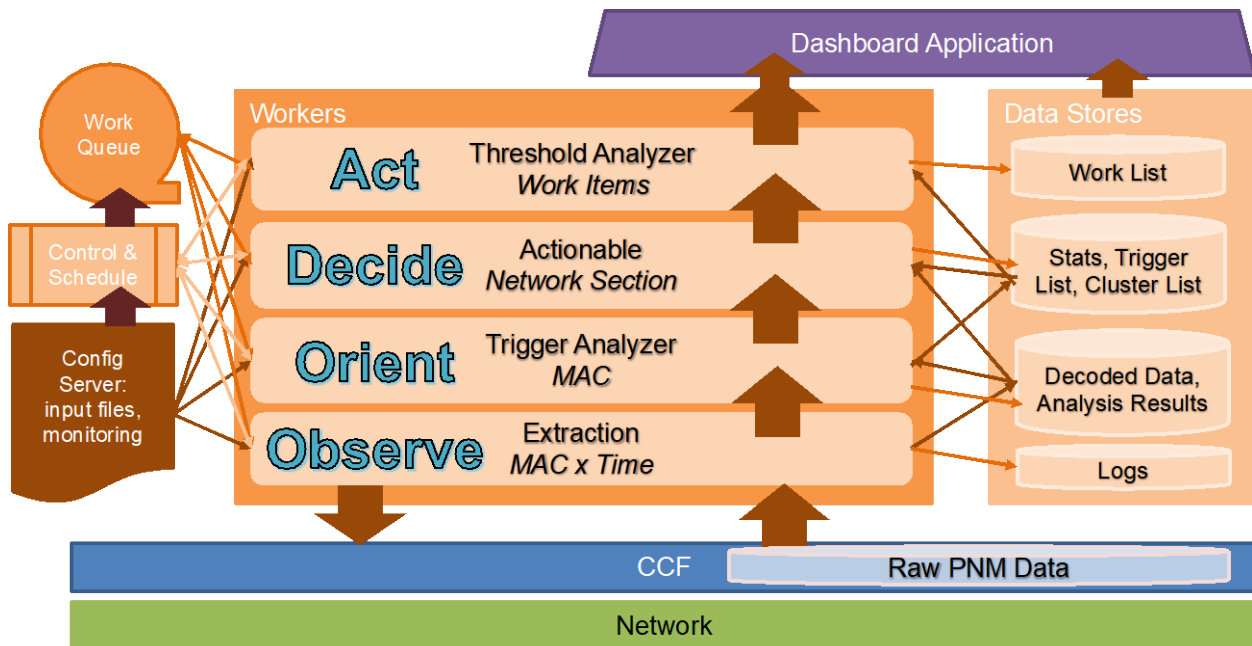 Dashboard Application
Work
Queue
Control &
Schedule
Config
Server:
input files,
monitoring
Workers
Act
Threshold Analyzer
Work Items
Decide
Actionable
Network Section
Orient
Trigger Analyzer
MAC
Observe
Extraction
MAC x Time
Data Stores
Work List
Stats, Trigger
List, Cluster List
Decoded Data,
Analysis Results
Logs
CCF
Raw PNM Data
Network